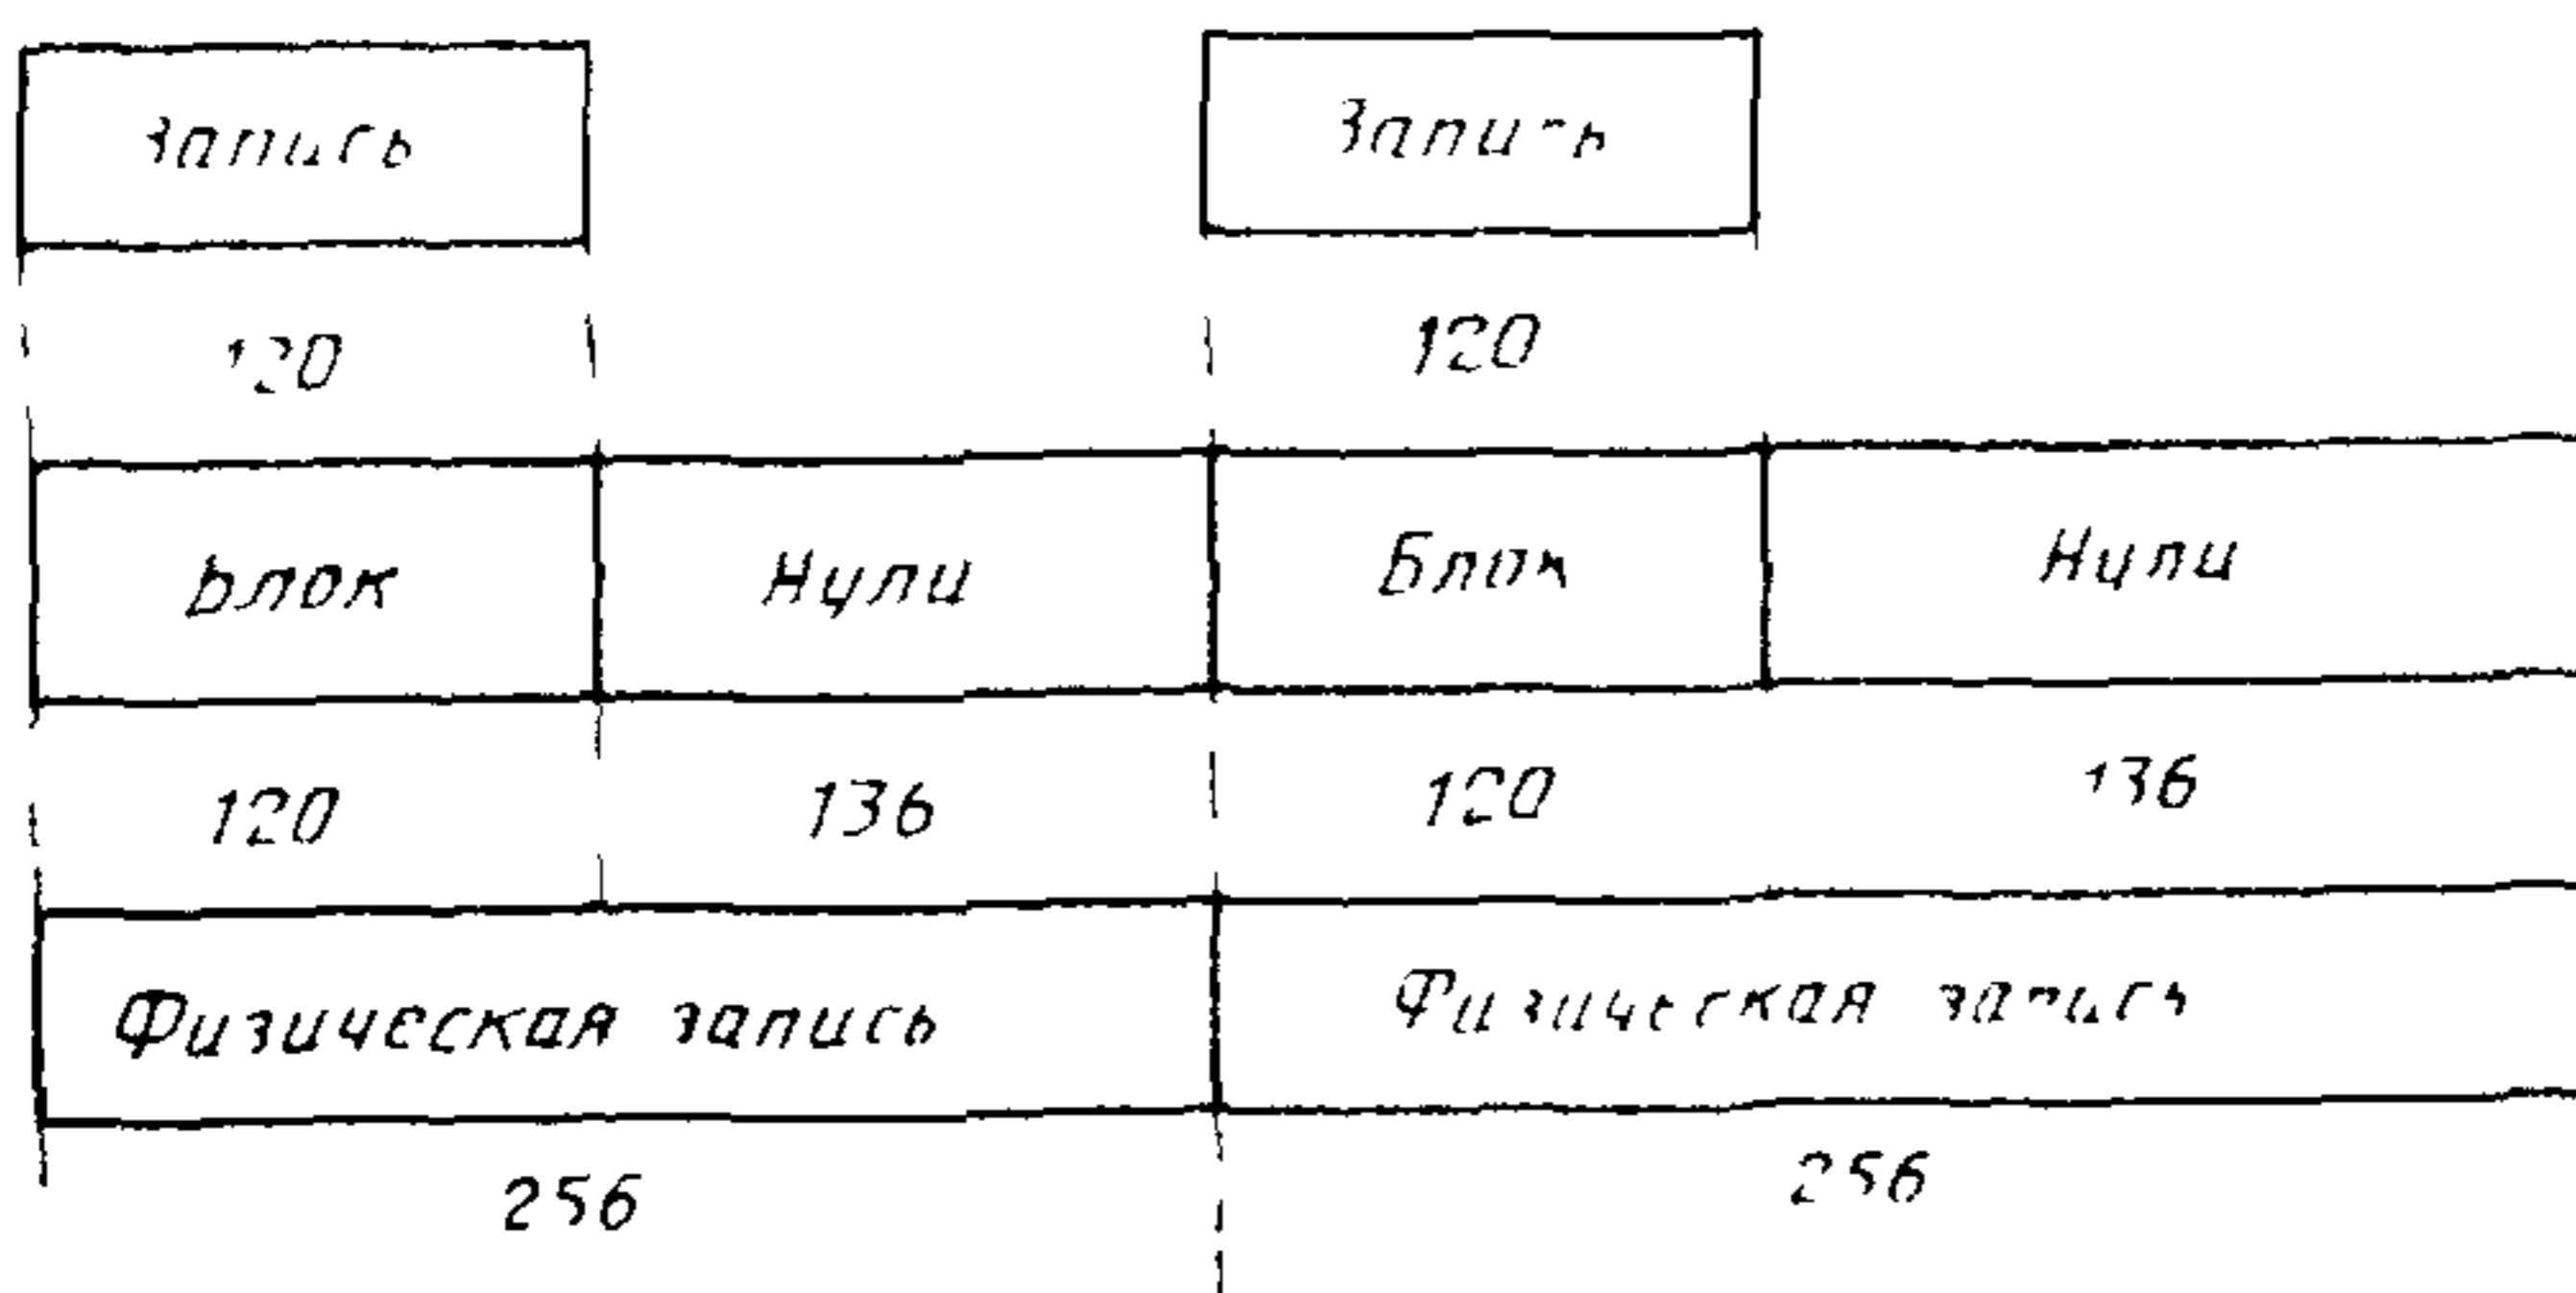 Запись Запись
120 120
Блок Нули Блок Нули
120 136 120 136
Физическая запись Физическая запись
256 256